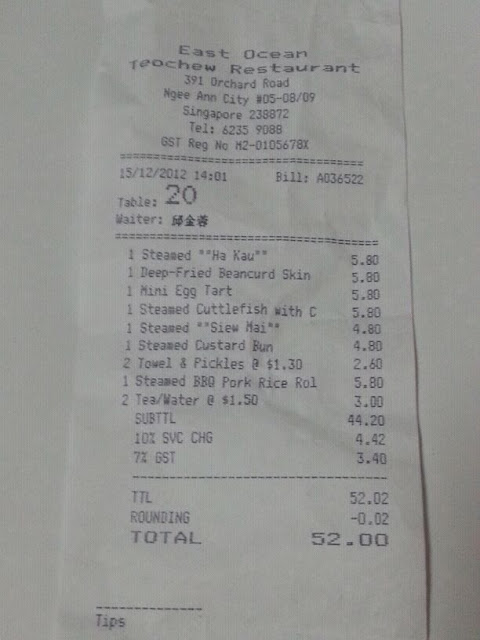 East Ocean
Teochew Restaurant
391 Orchard Road
Ngee Ann City #05-08/09
Singapore 238872
Tel: 6235 9088
GST Reg No M2-0105678X
===================================
15/12/2012 14:01 Bill: A036522
Table: 20
Waiter: 邱金蓉
===================================
1 Steamed ""Ha Kau"" 5.80
1 Deep-Fried Beancurd Skin 5.80
1 Mini Egg Tart 5.80
1 Steamed Cuttlefish with C 5.80
1 Steamed ""Siew Mai"" 4.80
1 Steamed Custard Bun 4.80
2 Towel & Pickles @ $1.30 2.60
1 Steamed BBQ Pork Rice Rol 5.80
2 Tea/Water @ $1.50 3.00
SUBTTL 44.20
10% SVC CHG 4.42
7% GST 3.40
-----------------------------------
TTL 52.02
ROUNDING -0.02
TOTAL 52.00
--------------
Tips